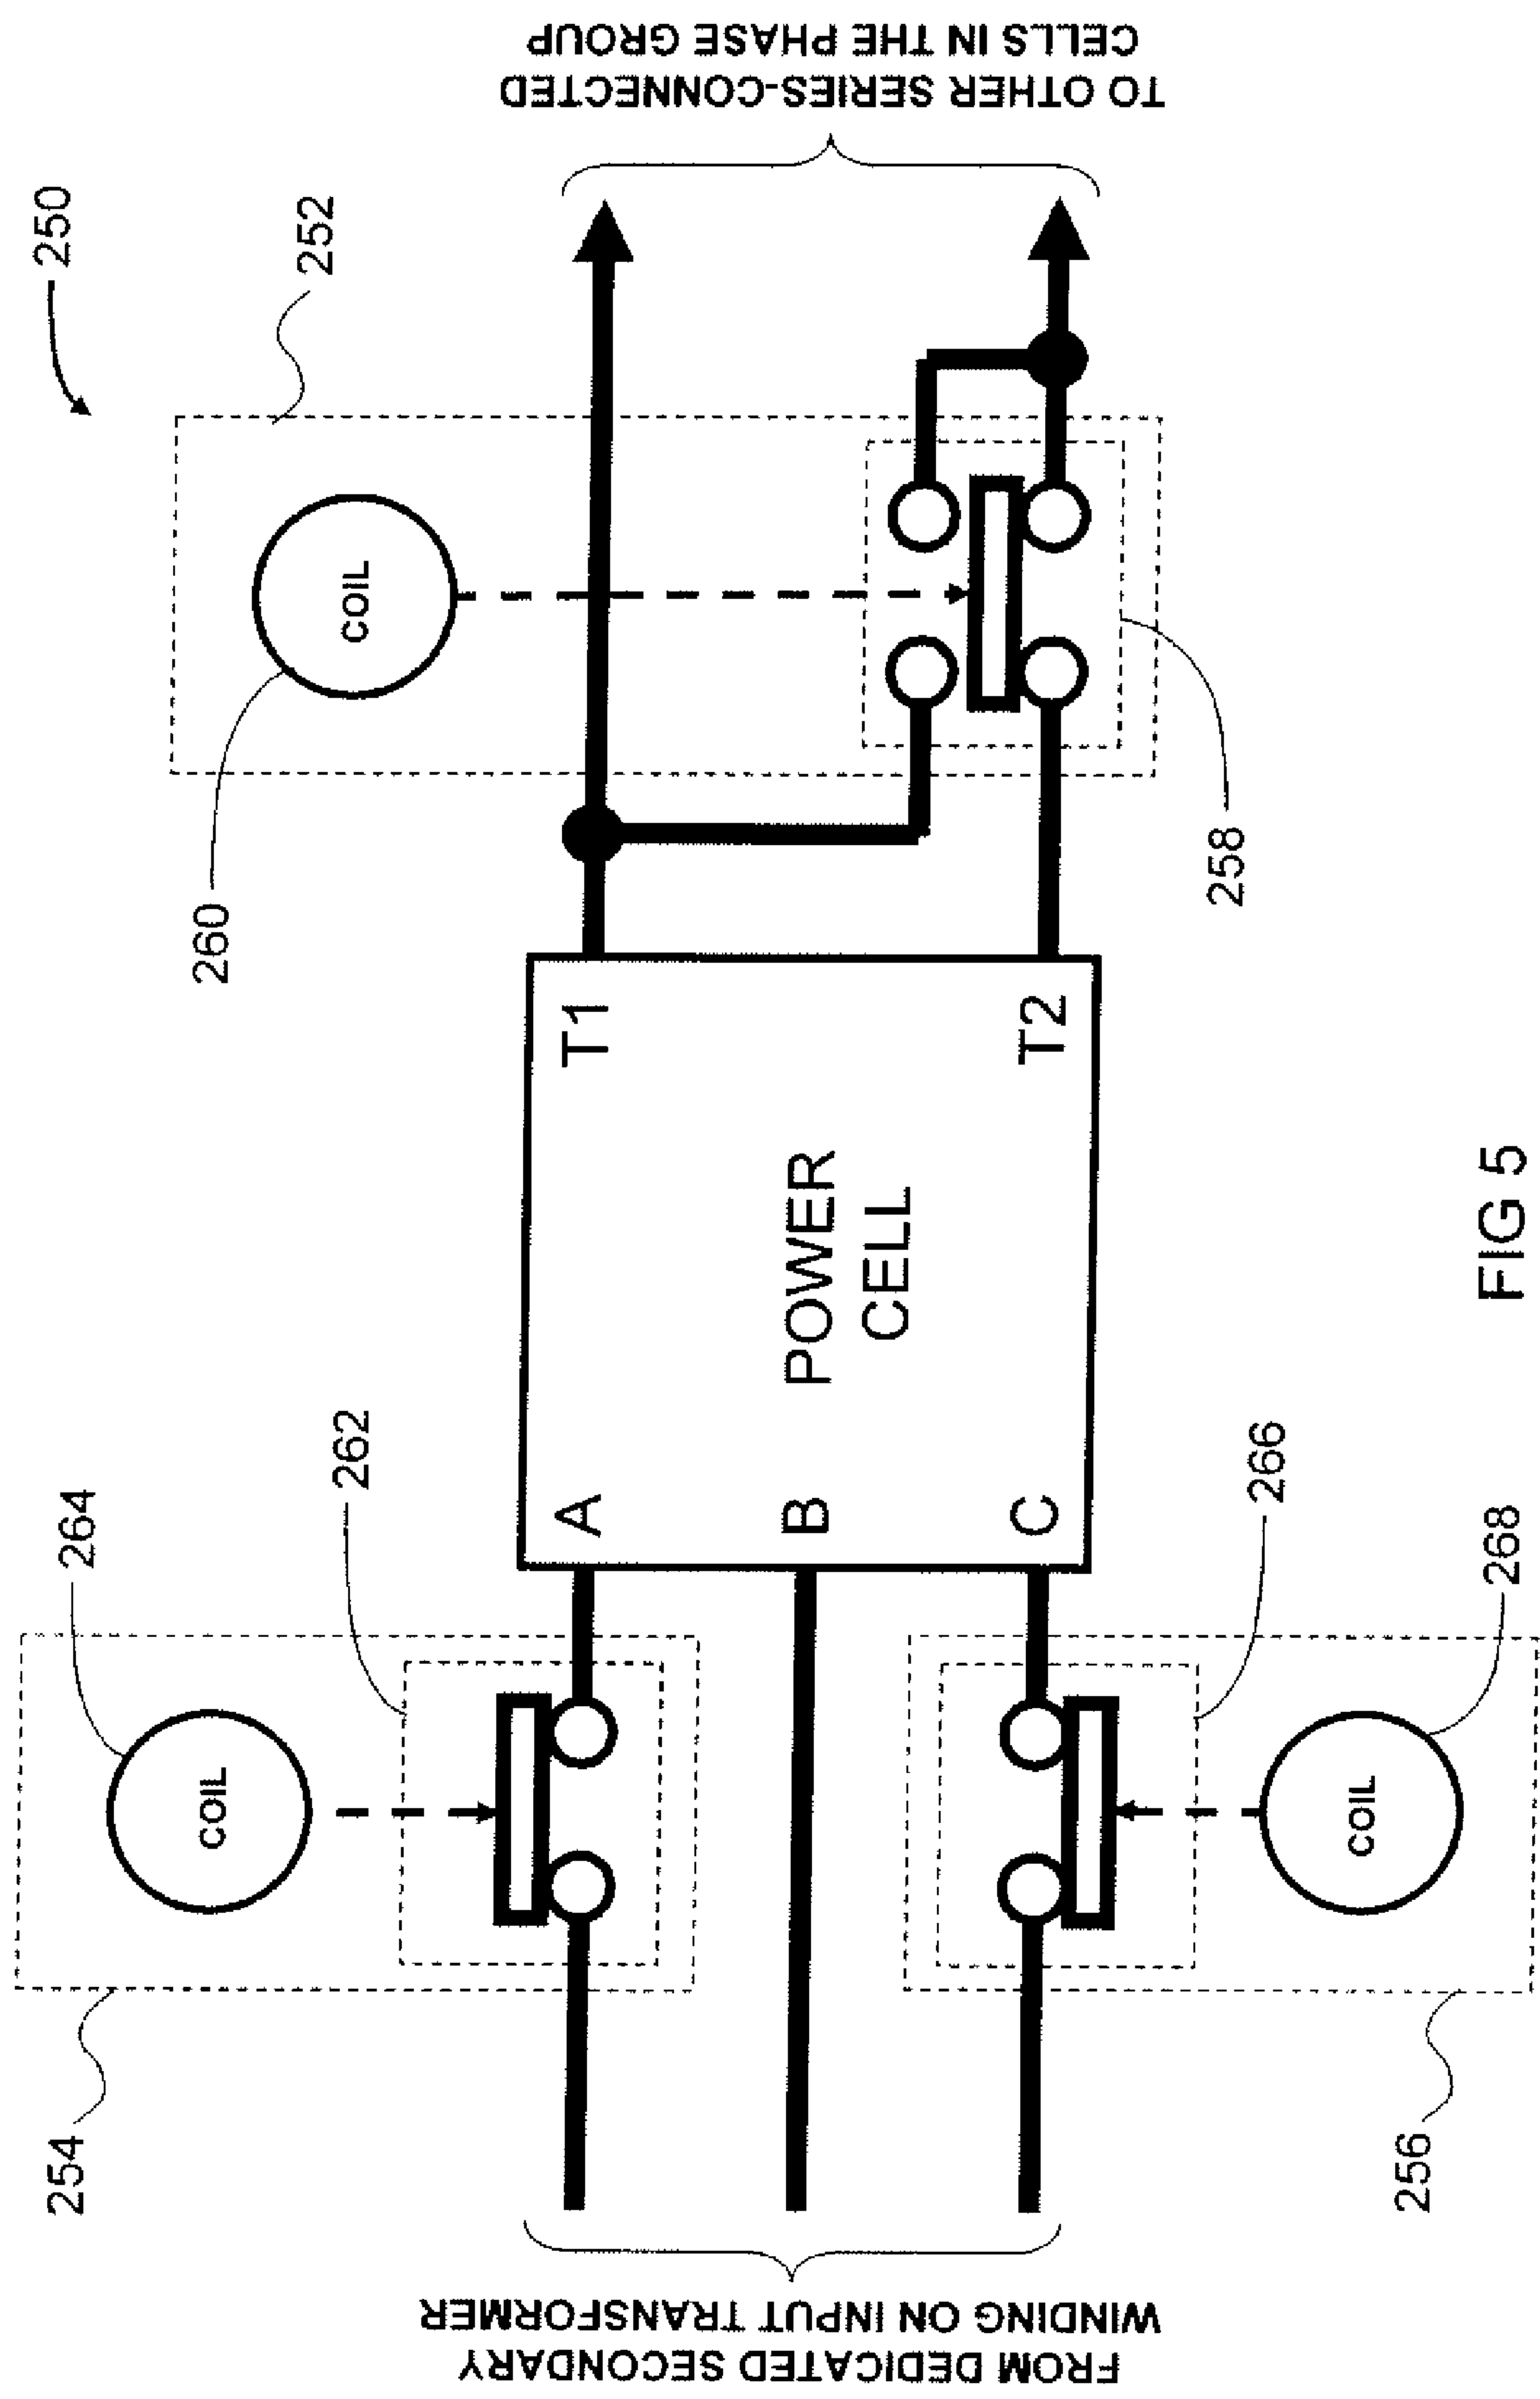 250
252
260
COIL
TO OTHER SERIES-CONNECTED
CELLS IN THE PHASE GROUP
258
264
COIL
262
254
A
B
C
POWER
CELL
T1
T2
FROM DEDICATED SECONDARY
WINDING ON INPUT TRANSFORMER
266
COIL
268
256
FIG 5